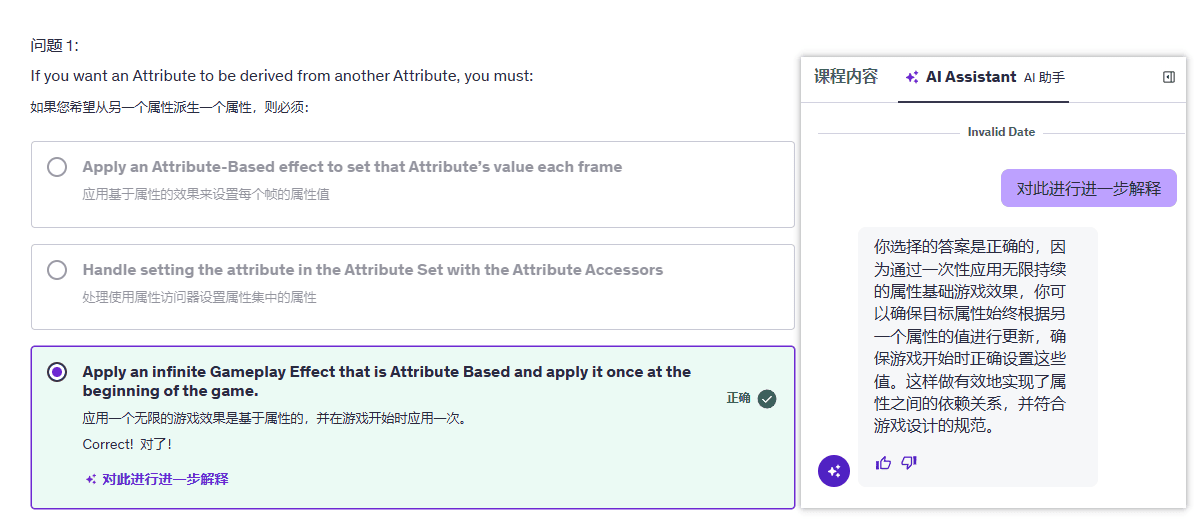 问题 1:
If you want an Attribute to be derived from another Attribute, you must:
如果您希望从另一个属性派生一个属性，则必须：
Apply an Attribute-Based effect to set that Attribute's value each frame
应用基于属性的效果来设置每个帧的属性值
Handle setting the attribute in the Attribute Set with the Attribute Accessors
处理使用属性访问器设置属性集中的属性
Apply an infinite Gameplay Effect that is Attribute Based and apply it once at the
beginning of the game.
应用一个无限的游戏效果是基于属性的，并在游戏开始时应用一次。
Correct! 对了!
对此进行进一步解释
正确
课程内容
AI Assistant AI 助手
Invalid Date
对此进行进一步解释
你选择的答案是正确的，因
为通过一次性应用无限持续
的属性基础游戏效果，你可
以确保目标属性始终根据另
一个属性的值进行更新，确
保游戏开始时正确设置这些
值。这样做有效地实现了属
性之间的依赖关系，并符合
游戏设计的规范。